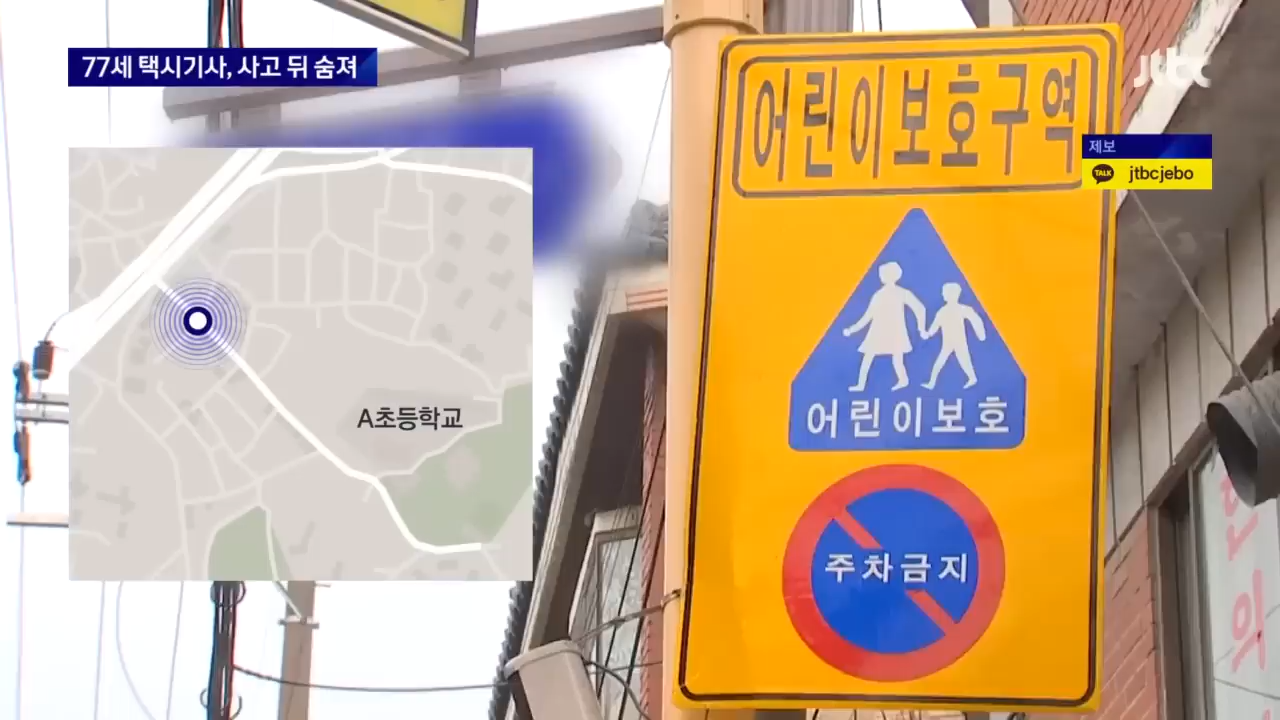 77세 택시기사, 사고 뒤 숨져
jtbc
제보
TALK
jtbcjebo
A초등학교
어린이보호구역
어린이보호
주차금지
한의